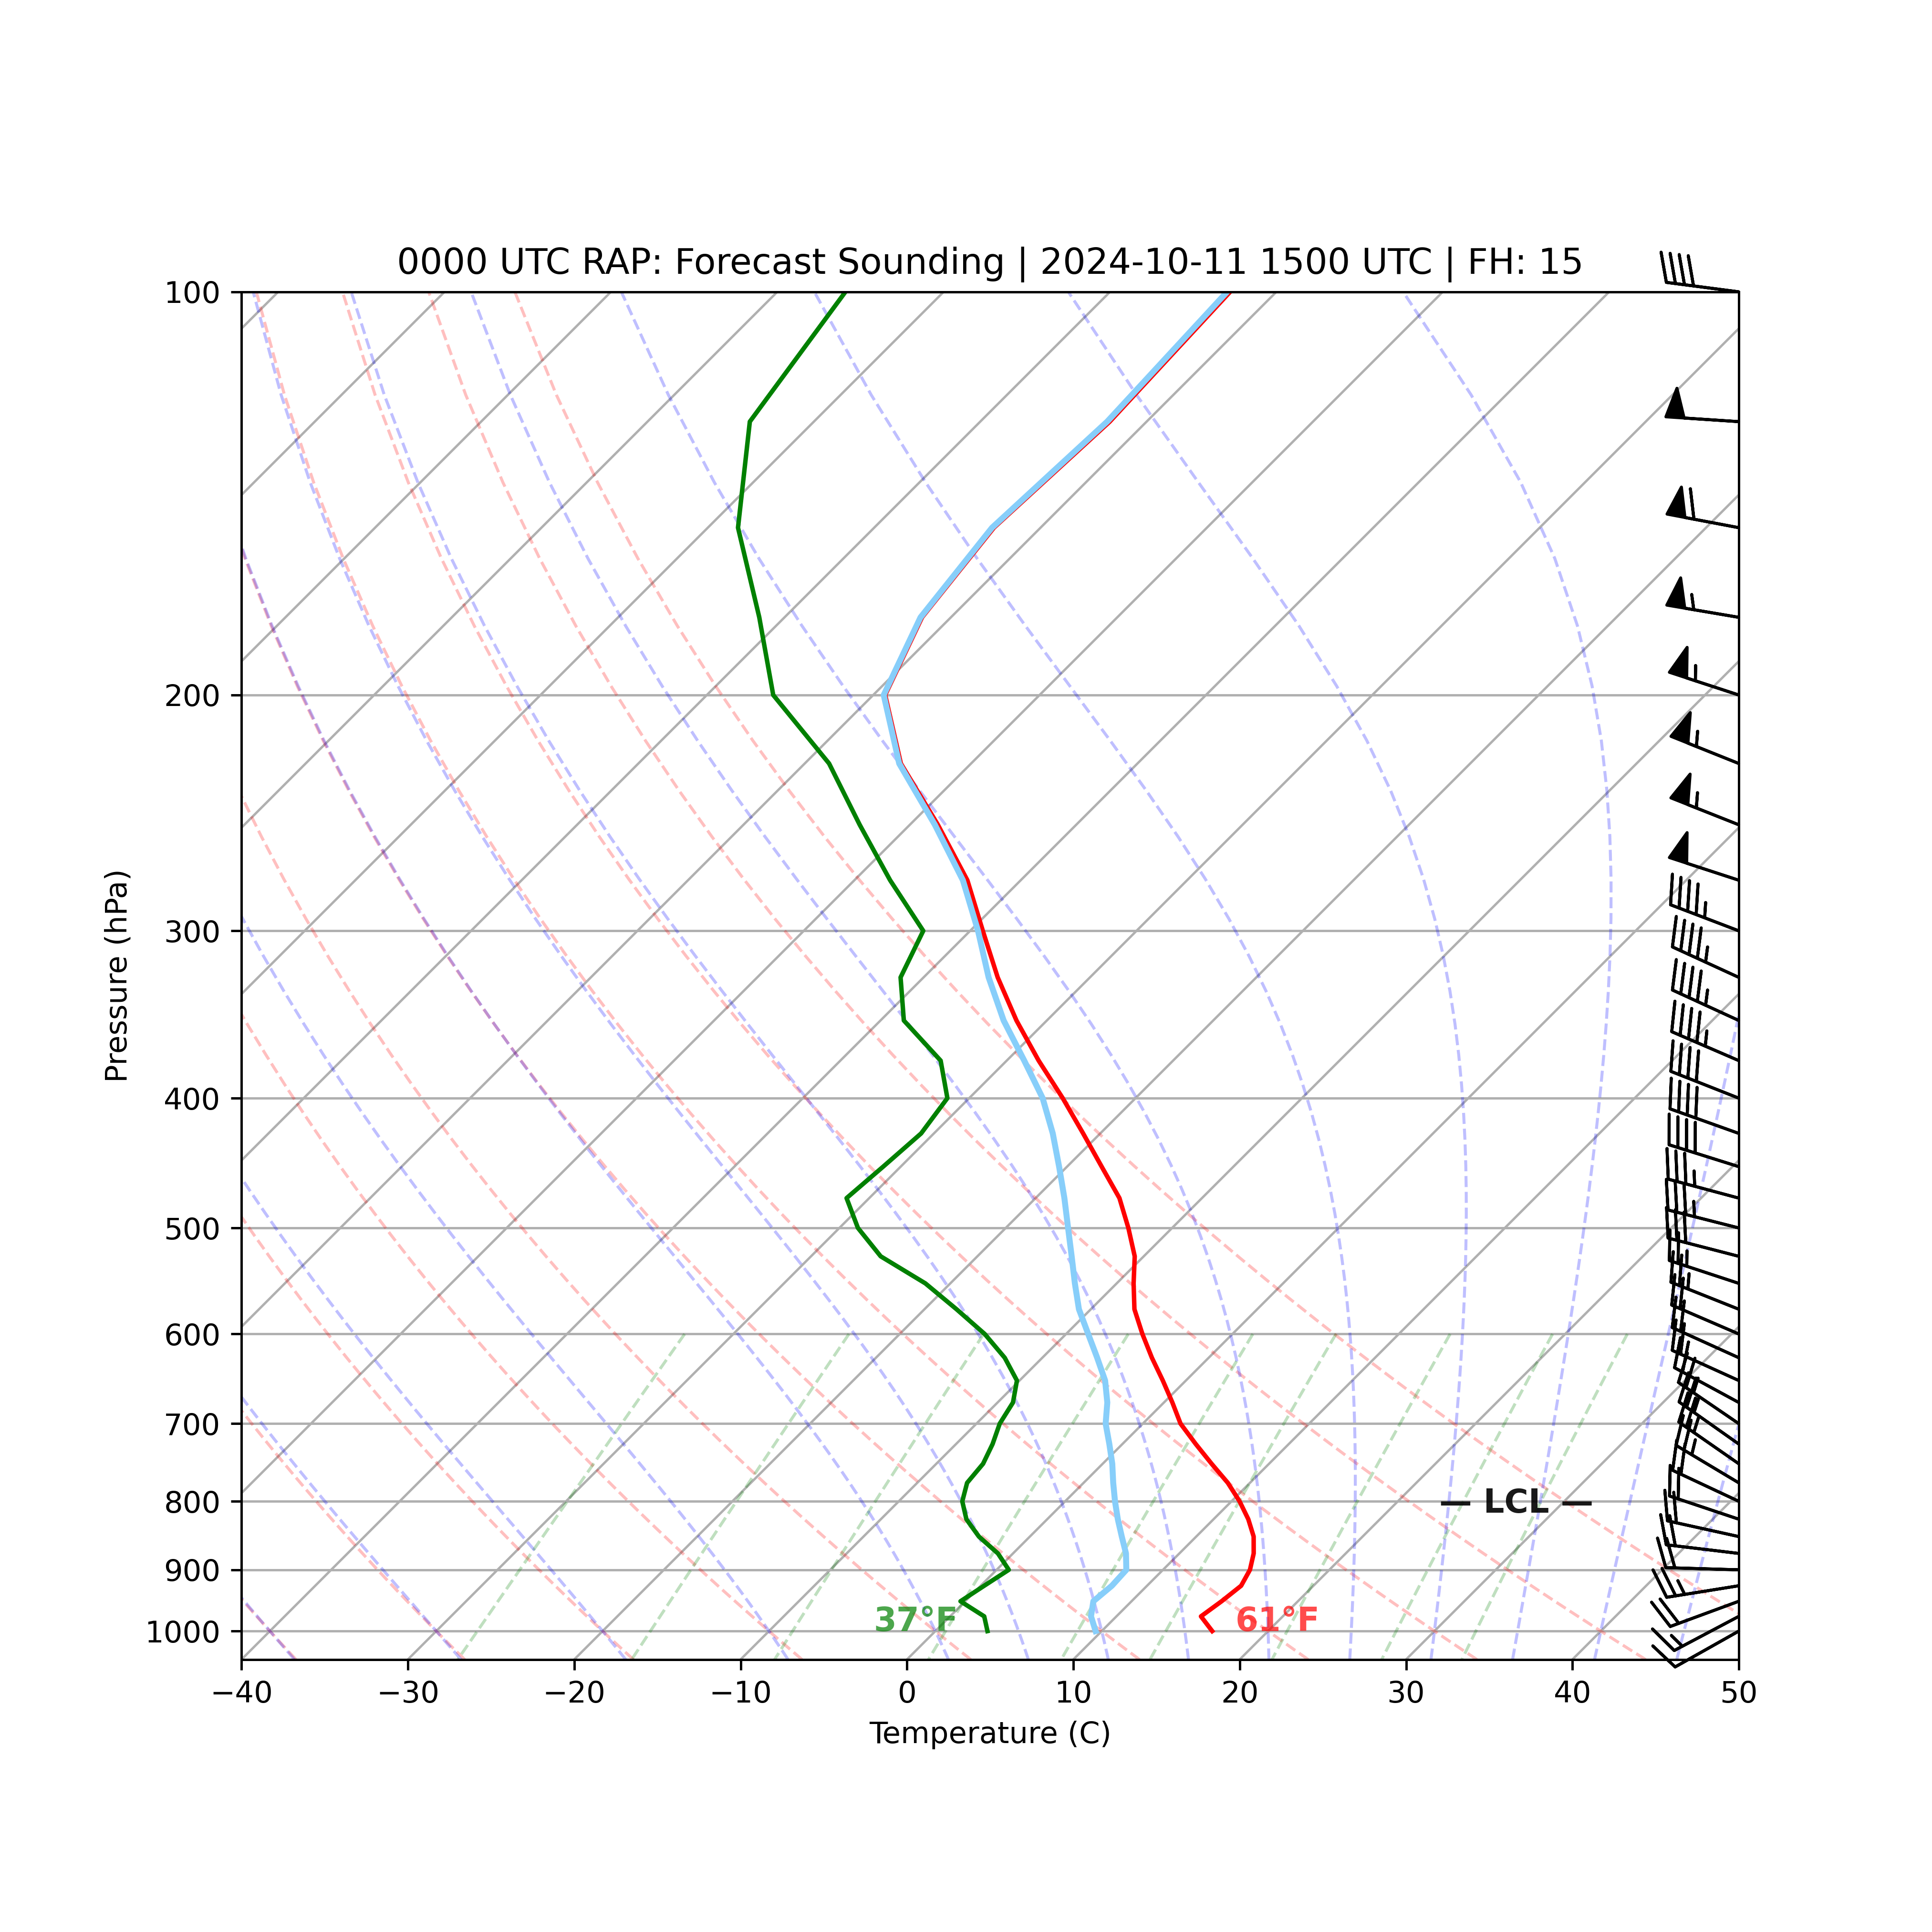 0000 UTC RAP: Forecast Sounding | 2024-10-11 1500 UTC | FH: 15
100
200
300
400
500
600
700
800
900
1000
Pressure (hPa)
— LCL —
37°F
61°F
−40 −30 −20 −10 0 10 20 30 40 50
Temperature (C)